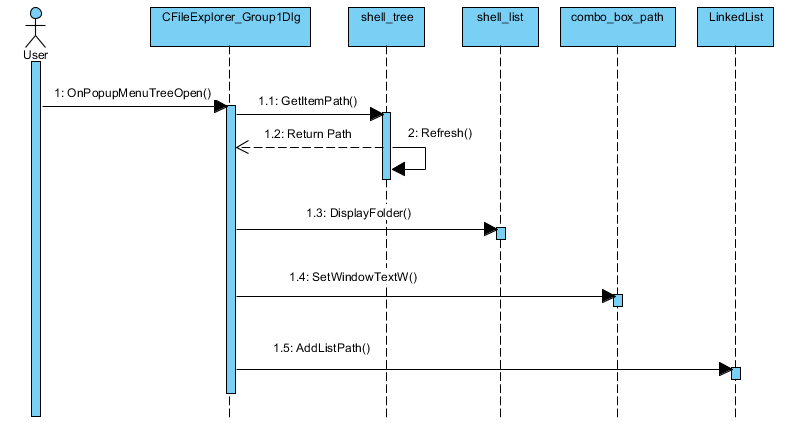 CFileExplorer_Group1Dlg
shell_tree
shell_list
combo_box_path
LinkedList
User
1: OnPopupMenuTreeOpen()
1.1: GetItemPath()
1.2: Return Path
2: Refresh()
1.3: DisplayFolder()
1.4: SetWindowTextW()
1.5: AddListPath()